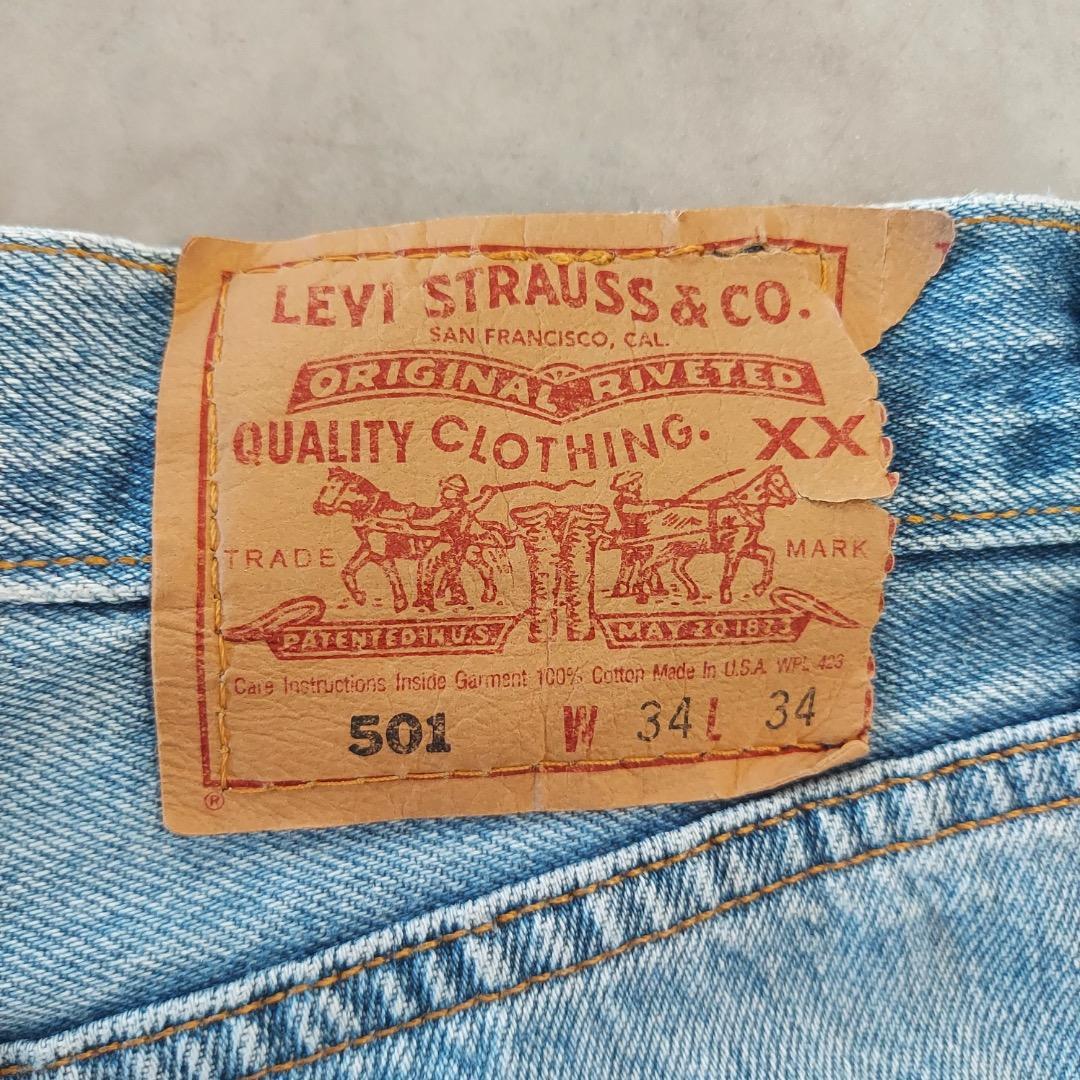 LEVI STRAUSS & CO.
SAN FRANCISCO, CAL.
ORIGINAL RIVETED
QUALITY CLOTHING. XX
TRADE MARK
PATENTED IN U.S. MAY 20 1873
Care Instructions Inside Garment 100% Cotton Made In U.S.A. WPL 423
501 W 34 L 34
®